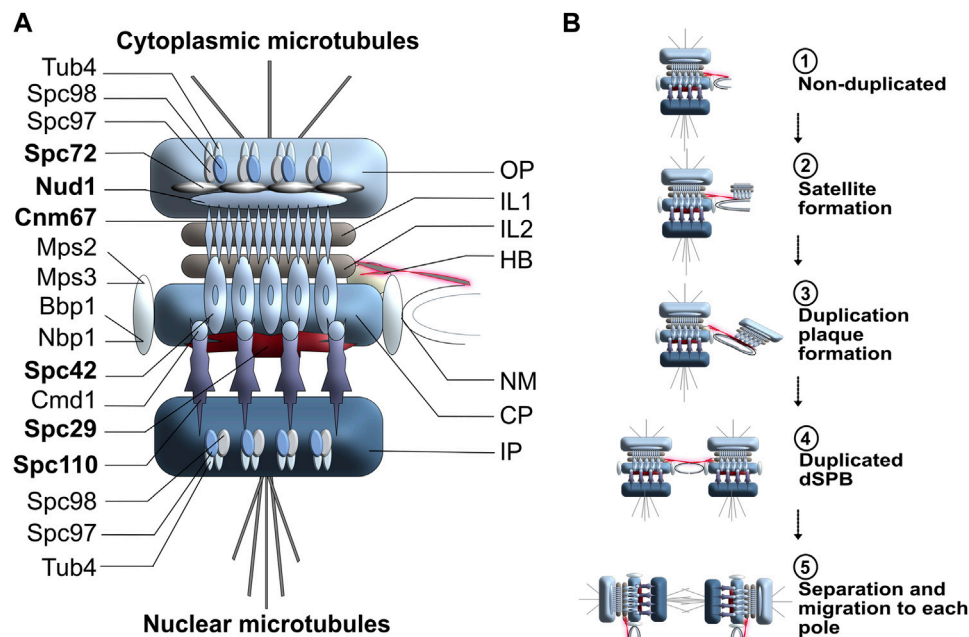 A
Cytoplasmic microtubules
Tub4
Spc98
Spc97
Spc72
Nud1
Cnm67
Mps2
Mps3
Bbp1
Nbp1
Spc42
Cmd1
Spc29
Spc110
Spc98
Spc97
Tub4
OP
IL1
IL2
HB
NM
CP
IP
Nuclear microtubules
B
1
Non-duplicated
2
Satellite
formation
3
Duplication
plaque
formation
4
Duplicated
dSPB
5
Separation and
migration to each
pole